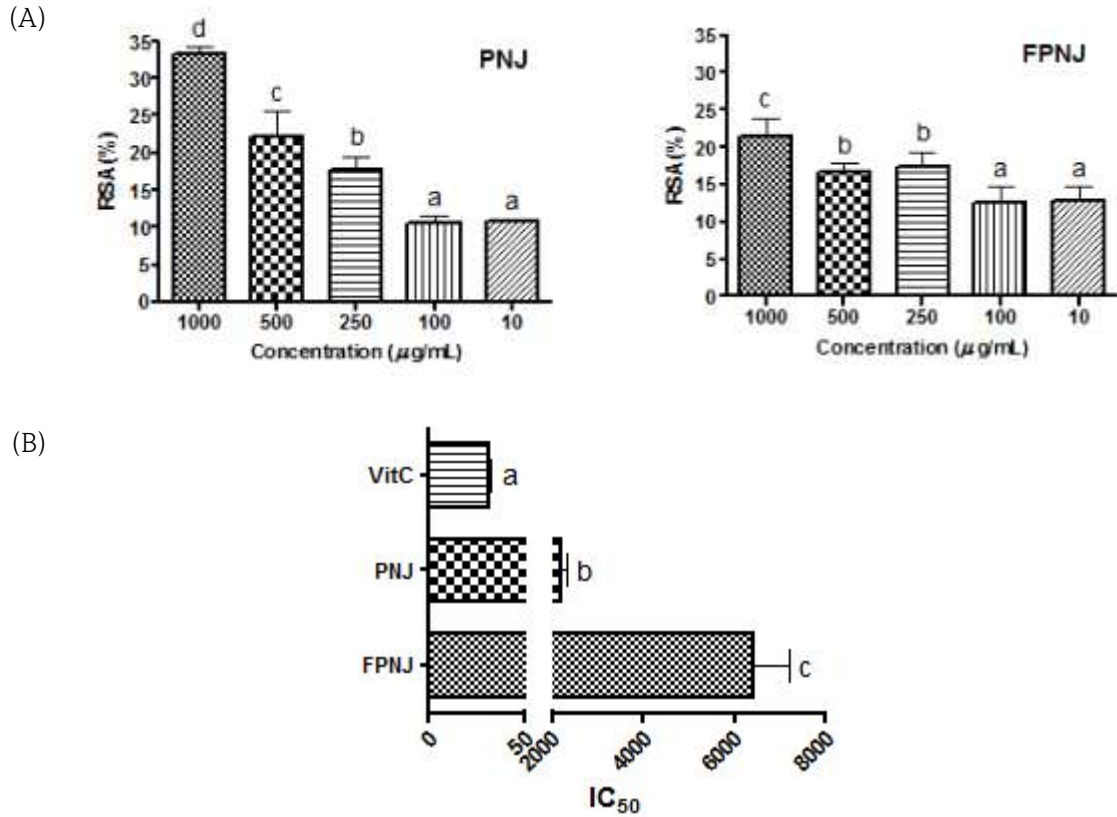 (A)
PNJ
RSA (%)
35
30
25
20
15
10
5
0
d
c
b
a
a
1000 500 250 100 10
Concentration (µg/mL)
FPNJ
RSA (%)
35
30
25
20
15
10
5
0
c
b
b
a
a
1000 500 250 100 10
Concentration (µg/mL)
(B)
VitC
a
PNJ
b
FPNJ
c
0 50 2000 4000 6000 8000
IC50